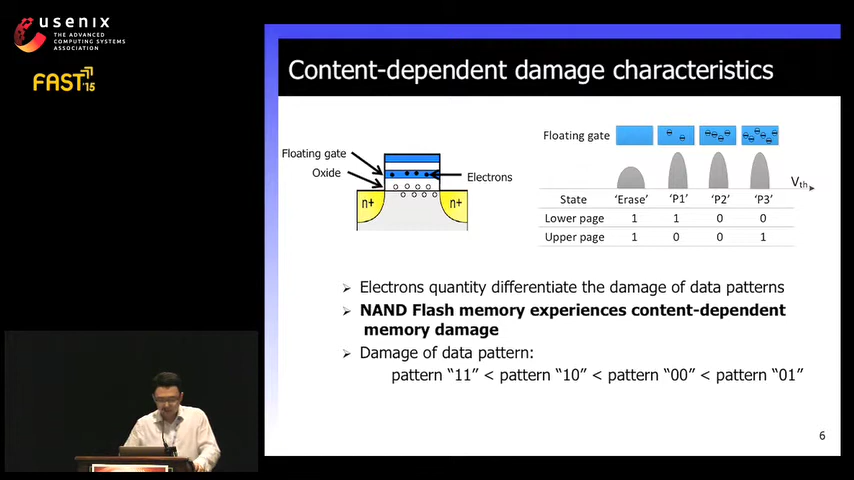 usenix
THE ADVANCED
COMPUTING SYSTEMS
ASSOCIATION
FAST '15
Content-dependent damage characteristics
Floating gate
Oxide
Electrons
n+ n+
Floating gate
Vth
State 'Erase' 'P1' 'P2' 'P3'
Lower page 1 1 0 0
Upper page 1 0 0 1
➢ Electrons quantity differentiate the damage of data patterns
➢ NAND Flash memory experiences content-dependent
memory damage
➢ Damage of data pattern:
pattern “11” < pattern “10” < pattern “00” < pattern “01”
6